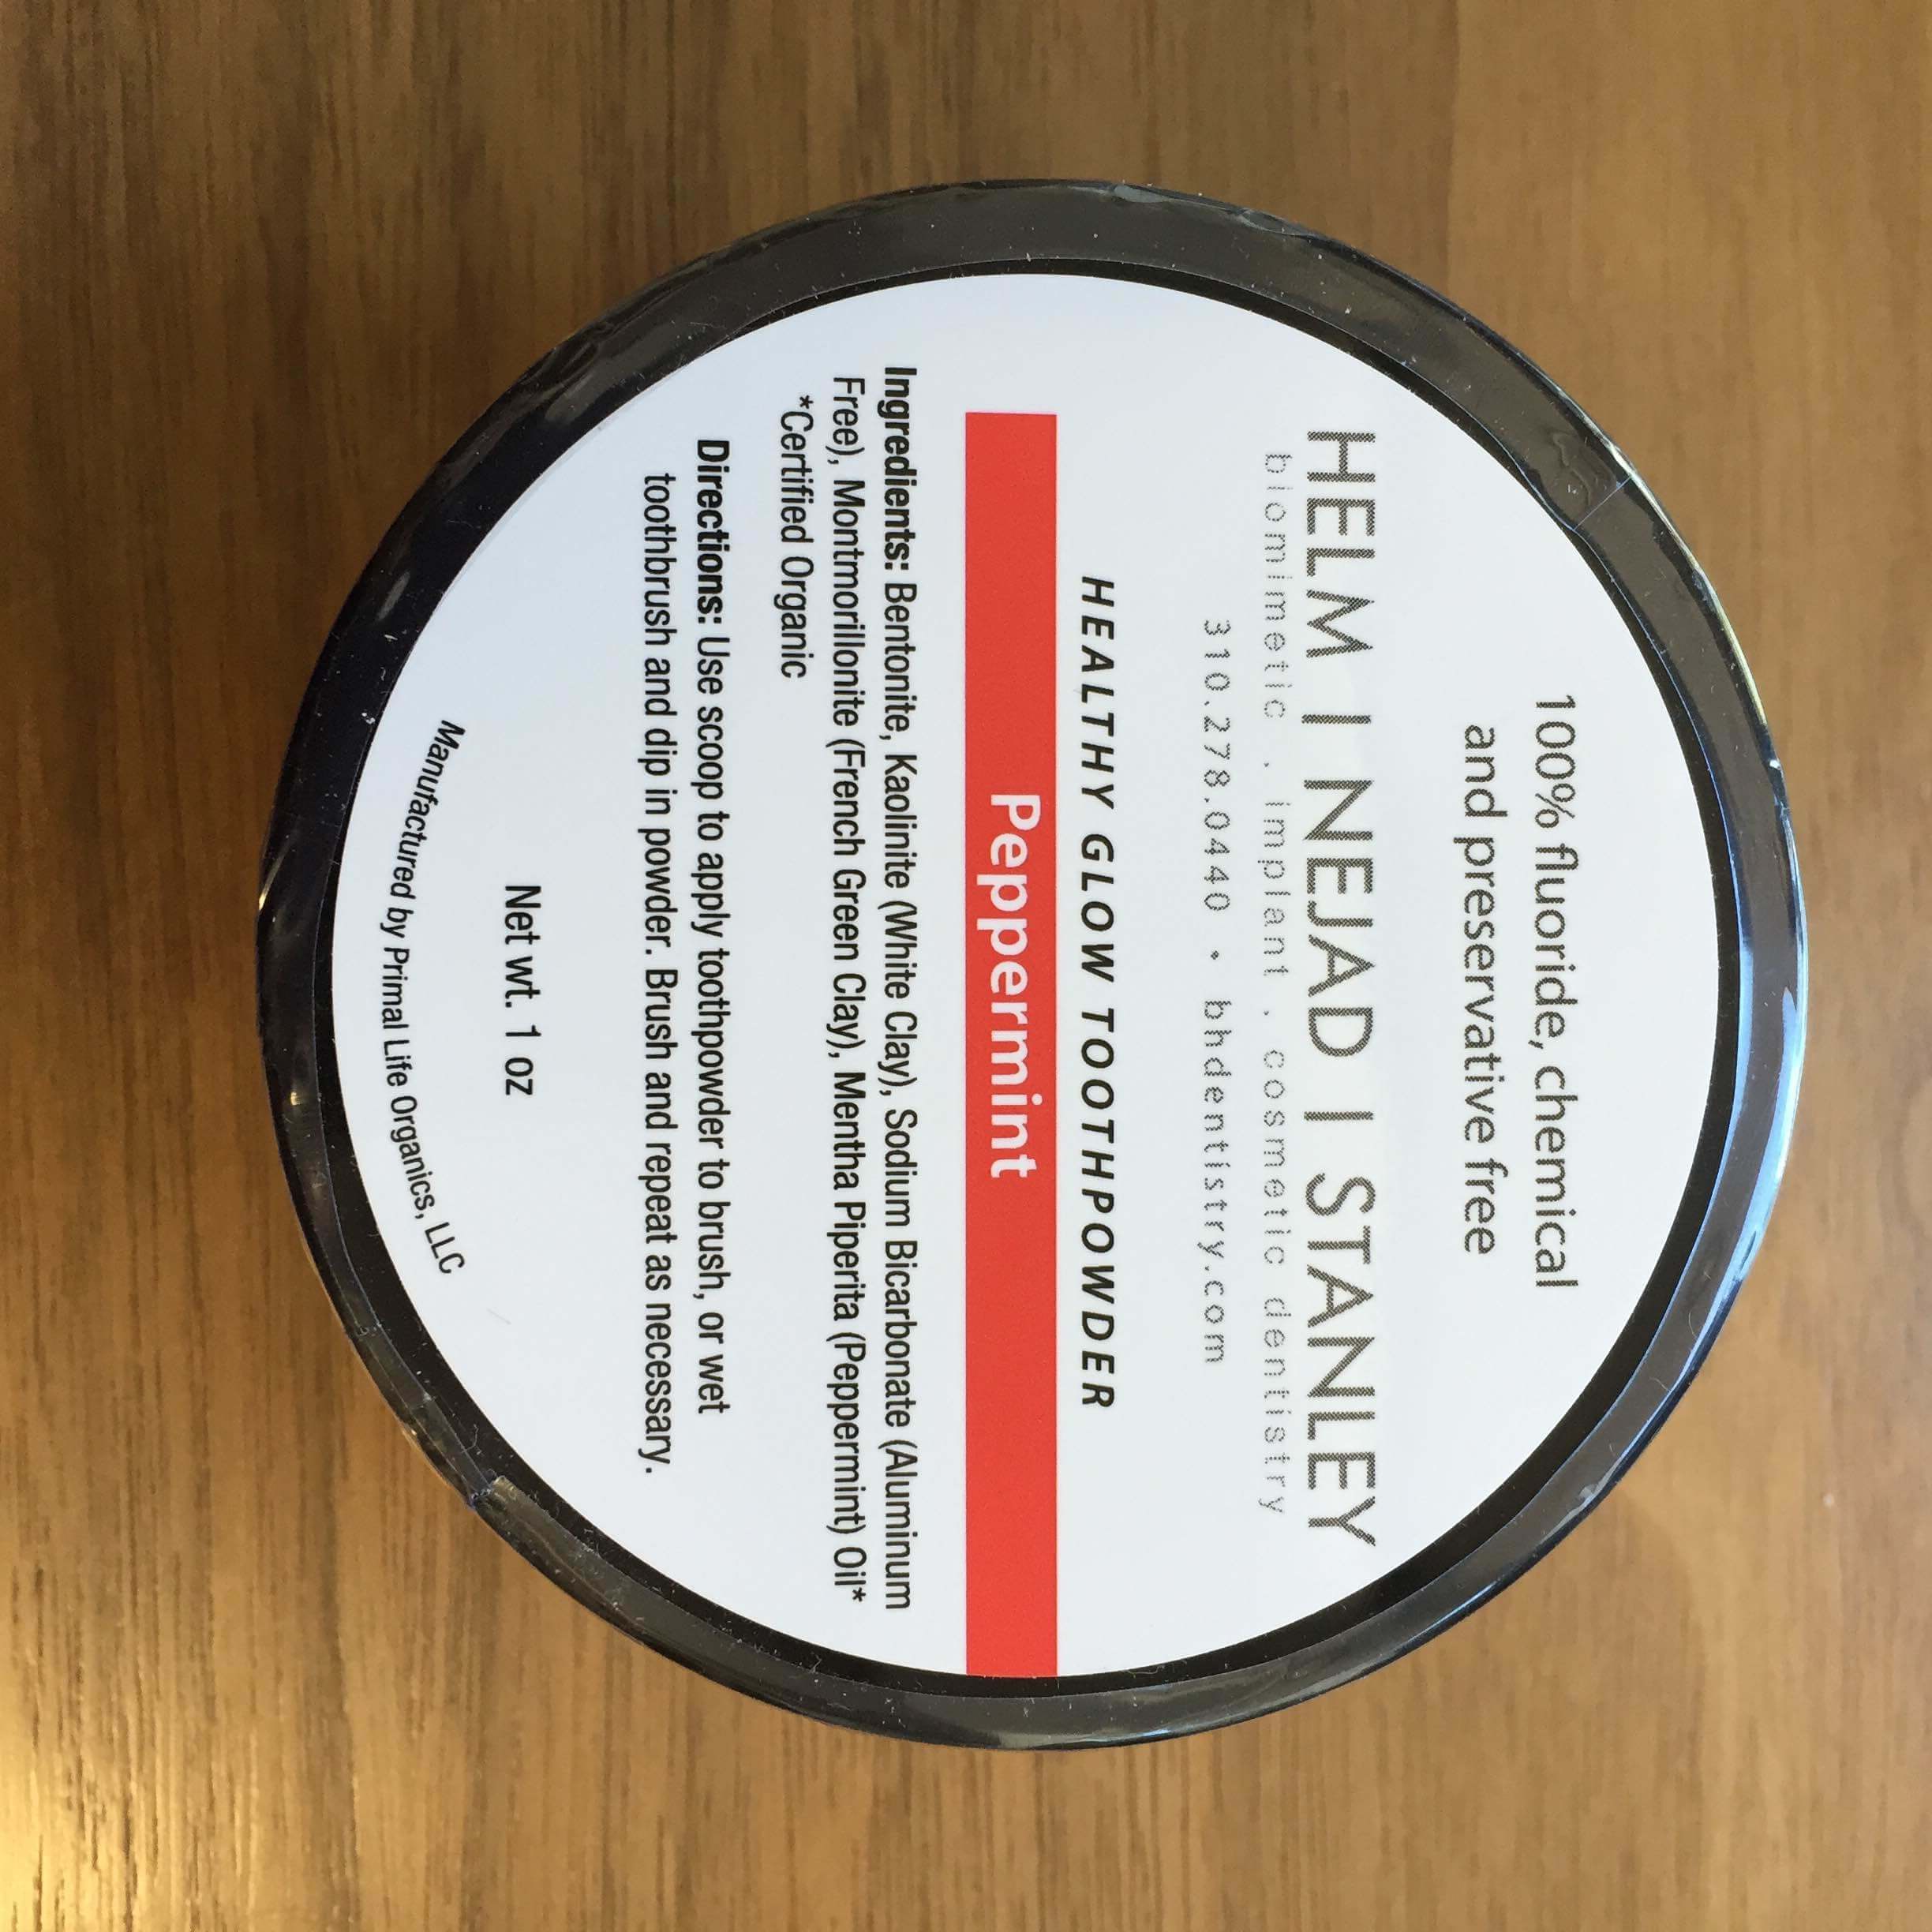 100% fluoride, chemical
and preservative free
HELM | NEJAD | STANLEY
biomimetic . implant . cosmetic dentistry
310.278.0440 • bhdentistry.com
HEALTHY GLOW TOOTHPOWDER
Peppermint
Ingredients: Bentonite, Kaolinite (White Clay), Sodium Bicarbonate (Aluminum
Free), Montmorillonite (French Green Clay), Mentha Piperita (Peppermint) Oil*
*Certified Organic
Directions: Use scoop to apply toothpowder to brush, or wet
toothbrush and dip in powder. Brush and repeat as necessary.
Net wt. 1 oz
Manufactured by Primal Life Organics, LLC